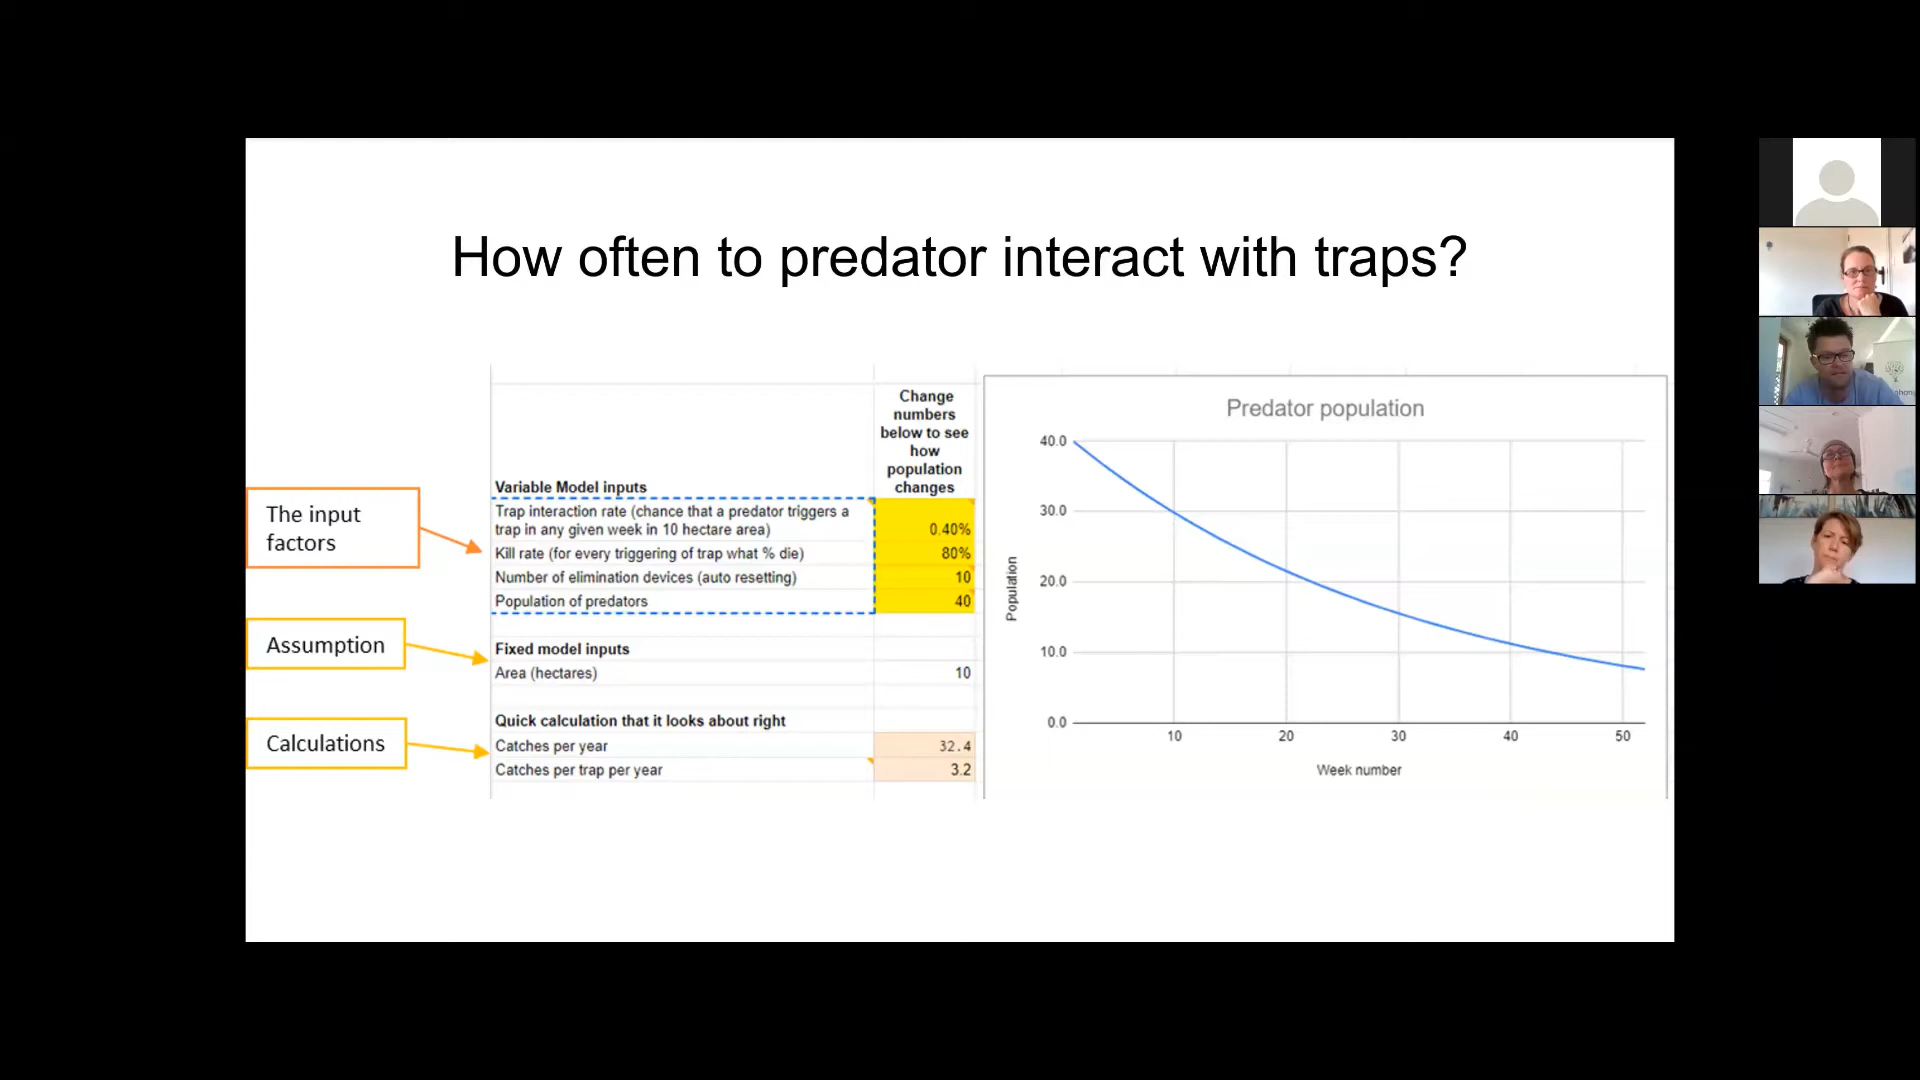 How often to predator interact with traps?
The input
factors
Assumption
Calculations
Change
numbers
below to see
how
population
changes
Variable Model inputs
Trap interaction rate (chance that a predator triggers a
trap in any given week in 10 hectare area) 0.40%
Kill rate (for every triggering of trap what % die) 80%
Number of elimination devices (auto resetting) 10
Population of predators 40
Fixed model inputs
Area (hectares) 10
Quick calculation that it looks about right
Catches per year 32.4
Catches per trap per year 3.2
Predator population
Population
40.0
30.0
20.0
10.0
0.0
10 20 30 40 50
Week number